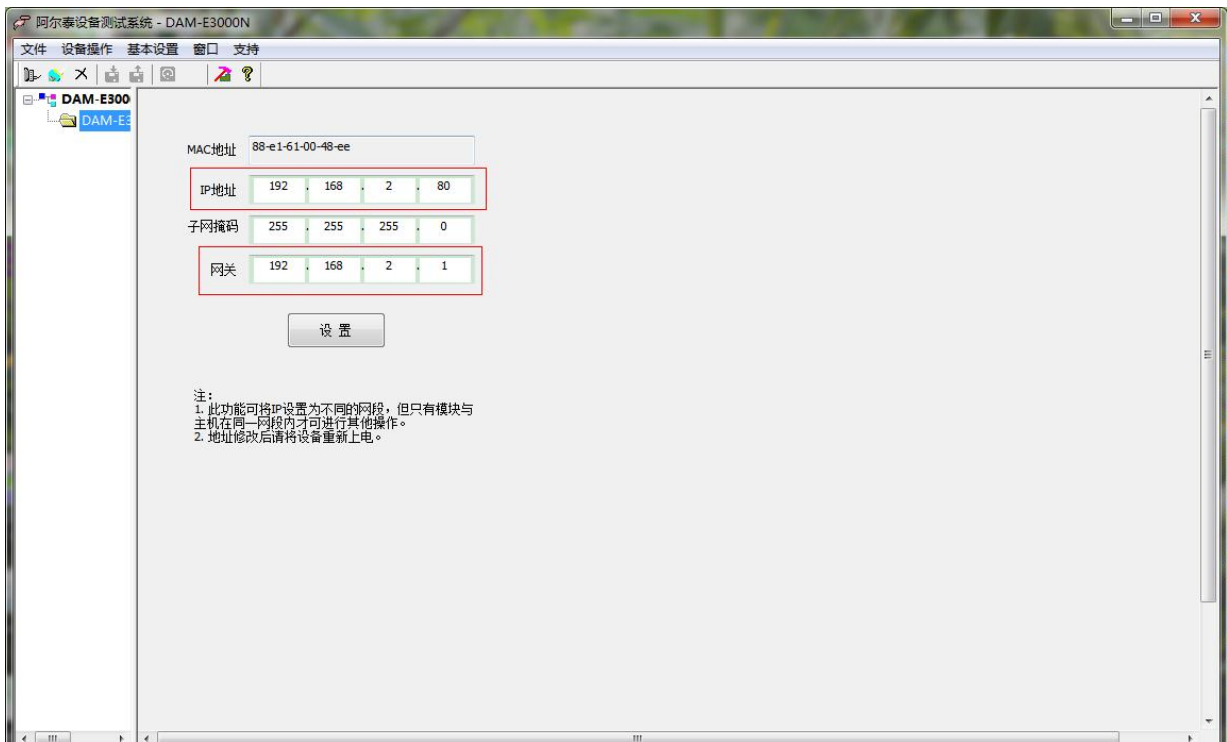 阿尔泰设备测试系统 - DAM-E3000N
文件 设备操作 基本设置 窗口 支持
DAM-E300
DAM-E3
MAC地址 88-e1-61-00-48-ee
IP地址 192 . 168 . 2 . 80
子网掩码 255 . 255 . 255 . 0
网关 192 . 168 . 2 . 1
设 置
注:
1. 此功能可将IP设置为不同的网段，但只有模块与
主机在同一网段内才可进行其他操作。
2. 地址修改后请将设备重新上电。